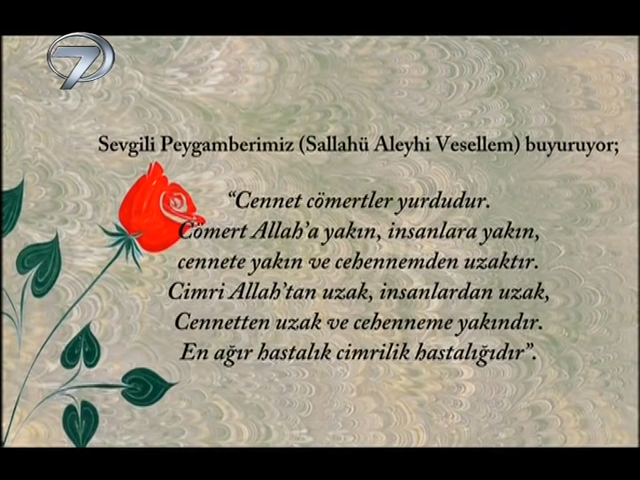 7
Sevgili Peygamberimiz (Sallahü Aleyhi Vesellem) buyuruyor;
“Cennet cömertler yurdudur.
Cömert Allah’a yakın, insanlara yakın,
cennete yakın ve cehennemden uzaktır.
Cimri Allah’tan uzak, insanlardan uzak,
Cennetten uzak ve cehenneme yakındır.
En ağır hastalık cimrilik hastalığıdır”.